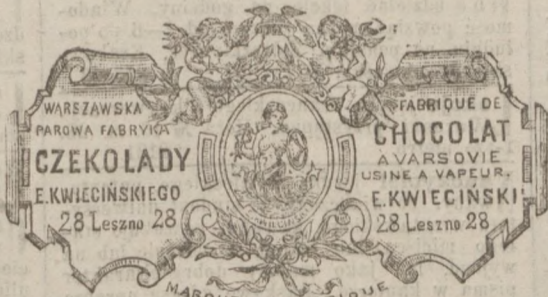 WARSZAWSKA
PAROWA FABRYKA
CZEKOLADY
E.KWIECIŃSKIEGO
28 Leszno 28
FABRIQUE DE
CHOCOLAT
A VARSOVIE
USINE A VAPEUR.
E.KWIECIŃSKI
28 Leszno 28